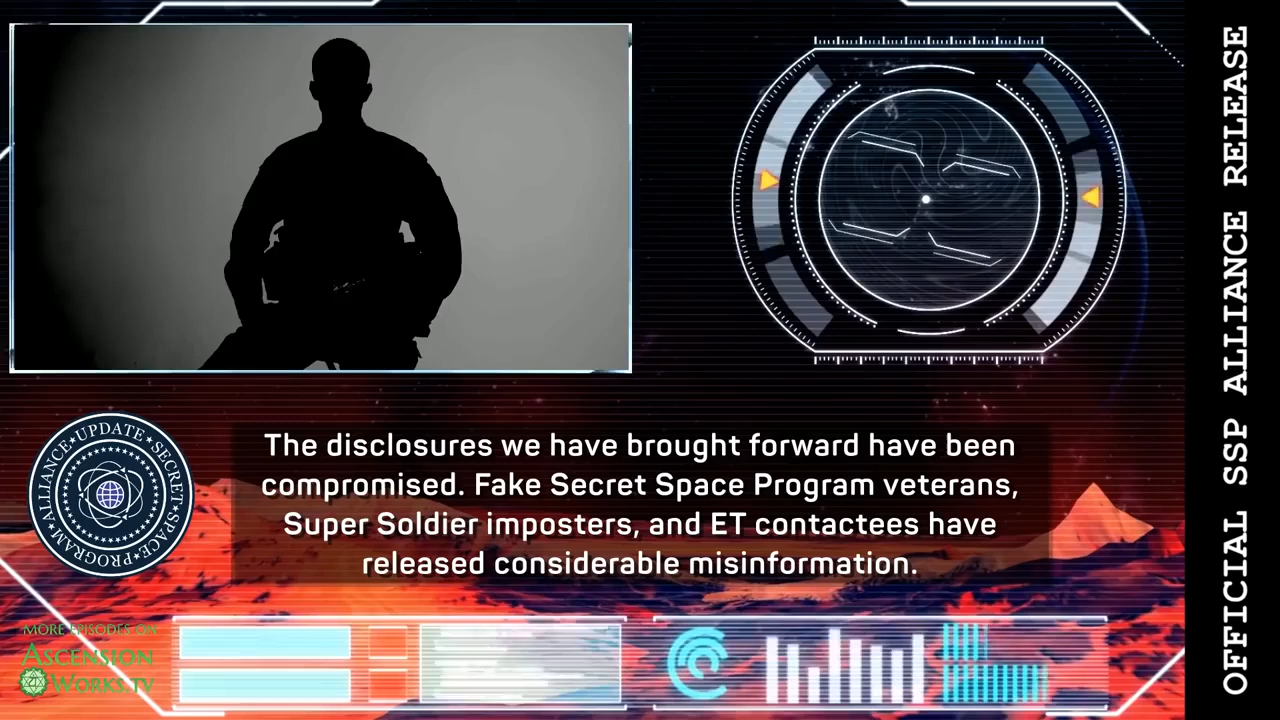 The disclosures we have brought forward have been
compromised. Fake Secret Space Program veterans,
Super Soldier imposters, and ET contactees have
released considerable misinformation.
ALLIANCE★UPDATE★SECRET★SPACE★PROGRAM★
MORE EPISODES ON
ASCENSION
WORKS.TV
OFFICIAL SSP ALLIANCE RELEASE